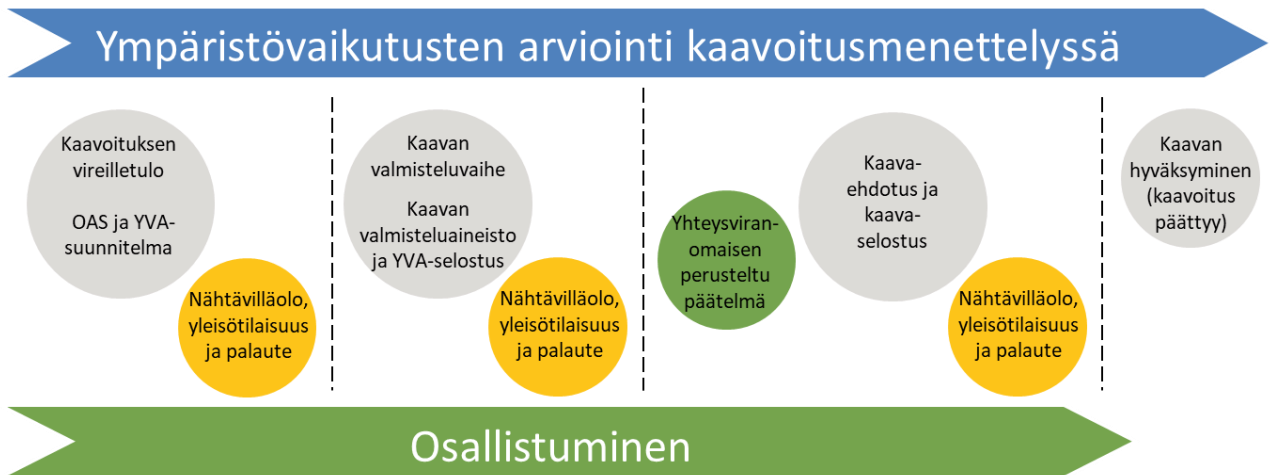 Ympäristövaikutusten arviointi kaavoitusmenettelyssä
Kaavoituksen
vireilletulo
OAS ja YVA-
suunnitelma
Nähtävilläolo,
yleisötilaisuus
ja palaute
Kaavan
valmisteluvaihe
Kaavan
valmisteluaineisto
ja YVA-selostus
Nähtävilläolo,
yleisötilaisuus
ja palaute
Yhteysviran-
omaisen
perusteltu
päätelmä
Kaava-
ehdotus ja
kaava-
selostus
Nähtävilläolo,
yleisötilaisuus
ja palaute
Kaavan
hyväksyminen
(kaavoitus
päättyy)
Osallistuminen